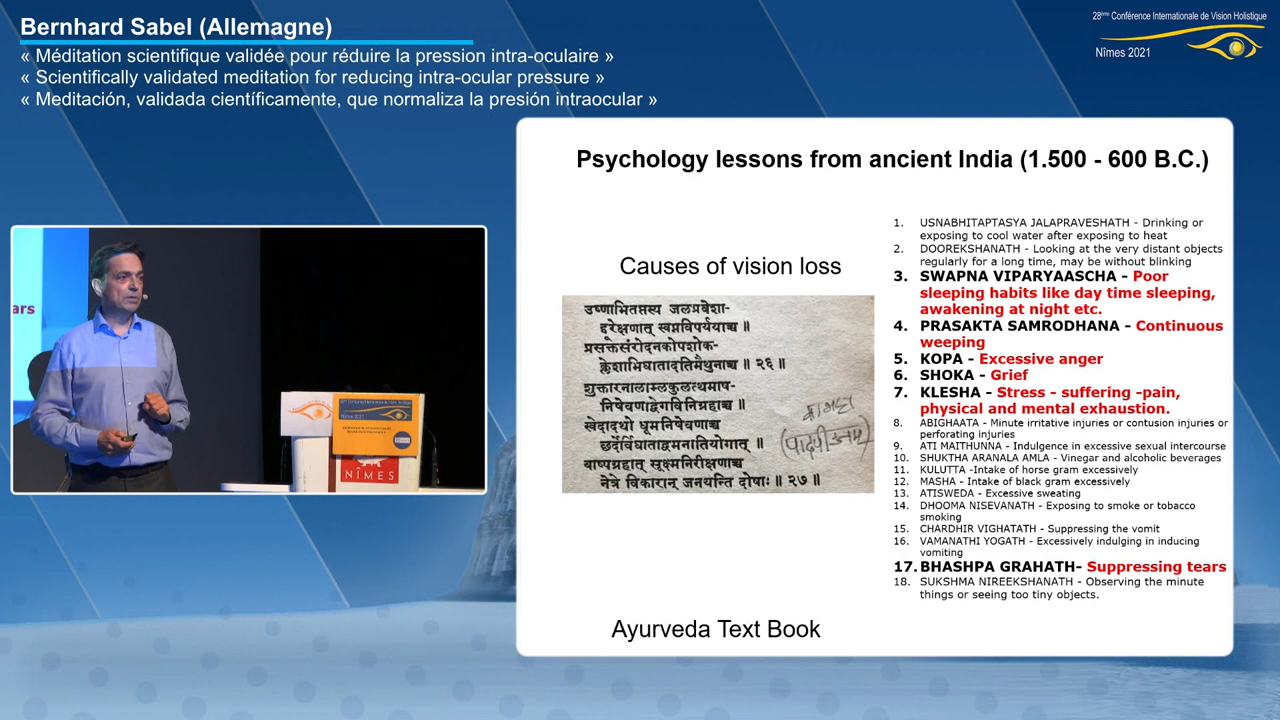 Bernhard Sabel (Allemagne)
« Méditation scientifique validée pour réduire la pression intra-oculaire »
« Scientifically validated meditation for reducing intra-ocular pressure »
« Meditación, validada científicamente, que normaliza la presión intraocular »
28ème Conférence Internationale de Vision Holistique
Nîmes 2021
ars
Nîmes 2021
NÎMES
Psychology lessons from ancient India (1.500 - 600 B.C.)
Causes of vision loss
उष्णाभितप्तस्य जलप्रवेशा-
द्दूरेक्षणात् स्वप्नविपर्ययाच्च ॥
प्रसक्तसंरोदनकोपशोक-
क्लेशाभिघातादतिमैथुनाच्च ॥ २६ ॥
शुक्तारनालाम्लकुलत्थमाष-
निषेवणाद्वेगविनिग्रहाच्च ॥
स्वेदादथो धूमनिषेवणाच्च
छर्देर्विघाताद्वमनातियोगात् ॥
बाष्पग्रहात् सूक्ष्मनिरीक्षणाच्च
नेत्रे विकारान् जनयन्ति दोषाः ॥ २७ ॥
Ayurveda Text Book
1. USNABHITAPTASYA JALAPRAVESHATH - Drinking or
exposing to cool water after exposing to heat
2. DOOREKSHANATH - Looking at the very distant objects
regularly for a long time, may be without blinking
3. SWAPNA VIPARYAASCHA - Poor
sleeping habits like day time sleeping,
awakening at night etc.
4. PRASAKTA SAMRODHANA - Continuous
weeping
5. KOPA - Excessive anger
6. SHOKA - Grief
7. KLESHA - Stress - suffering -pain,
physical and mental exhaustion.
8. ABIGHAATA - Minute irritative injuries or contusion injuries or
perforating injuries
9. ATI MAITHUNNA - Indulgence in excessive sexual intercourse
10. SHUKTHA ARANALA AMLA - Vinegar and alcoholic beverages
11. KULUTTA -Intake of horse gram excessively
12. MASHA - Intake of black gram excessively
13. ATISWEDA - Excessive sweating
14. DHOOMA NISEVANATH - Exposing to smoke or tobacco
smoking
15. CHARDHIR VIGHATATH - Suppressing the vomit
16. VAMANATHI YOGATH - Excessively indulging in inducing
vomiting
17. BHASHPA GRAHATH- Suppressing tears
18. SUKSHMA NIREEKSHANATH - Observing the minute
things or seeing too tiny objects.